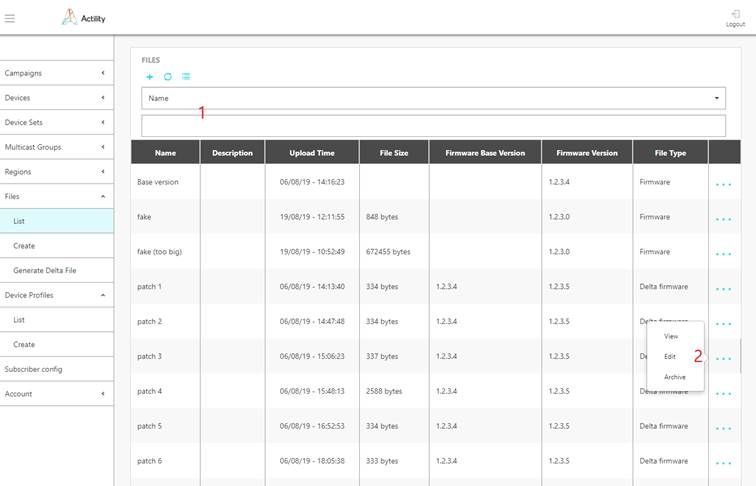 Actility
Logout
Campaigns
Devices
Device Sets
Multicast Groups
Regions
Files
List
Create
Generate Delta File
Device Profiles
List
Create
Subscriber config
Account
FILES
Name
1
Name Description Upload Time File Size Firmware Base Version Firmware Version File Type
Base version 06/08/19 - 14:16:23 1.2.3.4 Firmware
fake 19/08/19 - 12:11:55 848 bytes 1.2.3.0 Firmware
fake (too big) 19/08/19 - 10:52:49 672455 bytes 1.2.3.0 Firmware
patch 1 06/08/19 - 14:13:40 334 bytes 1.2.3.4 1.2.3.5 Delta firmware
patch 2 06/08/19 - 14:47:48 334 bytes 1.2.3.4 1.2.3.5 Delta firmware
View
patch 3 06/08/19 - 15:06:23 337 bytes 1.2.3.4 1.2.3.5 De
Edit 2
Archive
patch 4 06/08/19 - 15:48:13 2588 bytes 1.2.3.4 1.2.3.5 Delta firmware
patch 5 06/08/19 - 16:52:53 334 bytes 1.2.3.4 1.2.3.5 Delta firmware
patch 6 06/08/19 - 18:05:38 333 bytes 1.2.3.4 1.2.3.5 Delta firmware